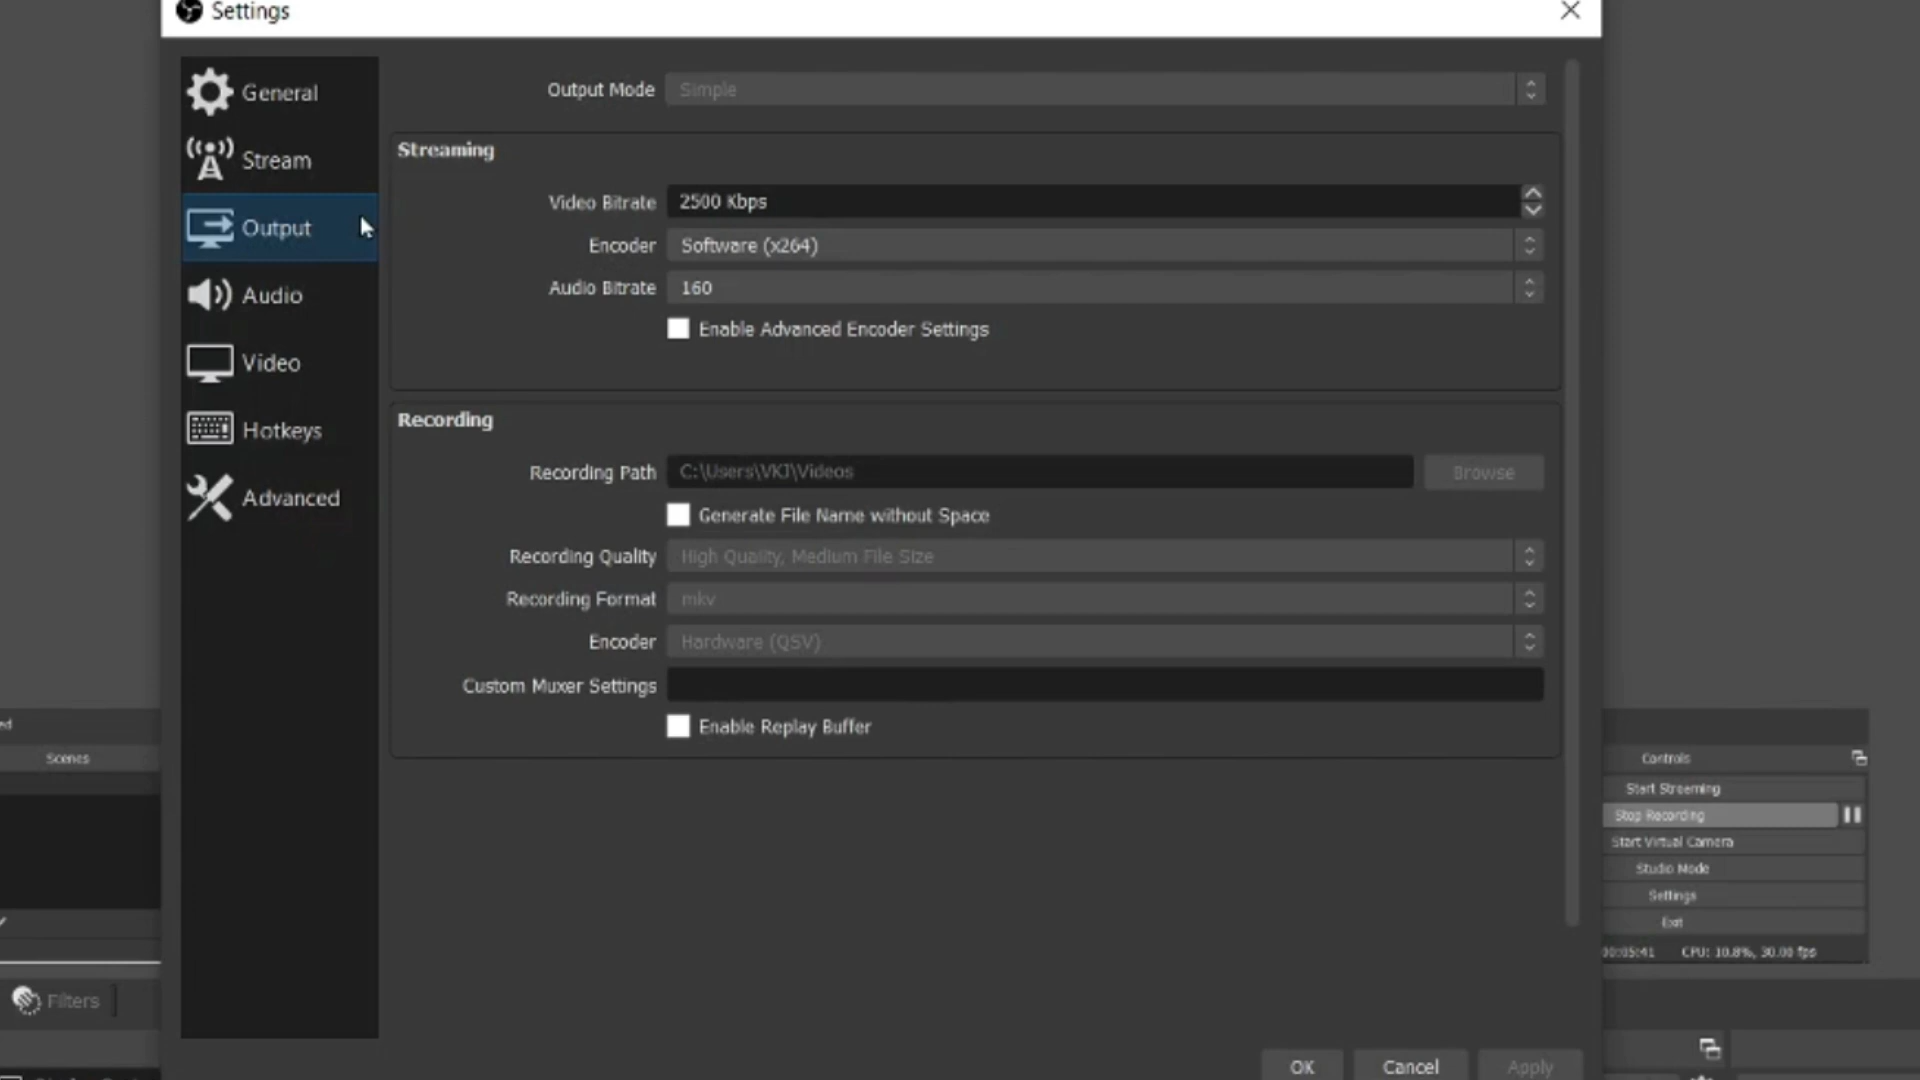 Settings
General
Stream
Output
Audio
Video
Hotkeys
Advanced
Output Mode Simple
Streaming
Video Bitrate 2500 Kbps
Encoder Software (x264)
Audio Bitrate 160
Enable Advanced Encoder Settings
Recording
Recording Path C:\Users\VKJ\Videos Browse
Generate File Name without Space
Recording Quality High Quality, Medium File Size
Recording Format mkv
Encoder Hardware (QSV)
Custom Muxer Settings
Enable Replay Buffer
OK Cancel Apply
ed
Scenes
Filters
Controls
Start Streaming
Stop Recording
Start Virtual Camera
Studio Mode
Settings
Exit
00:05:41 CPU: 10.8%, 30.00 fps